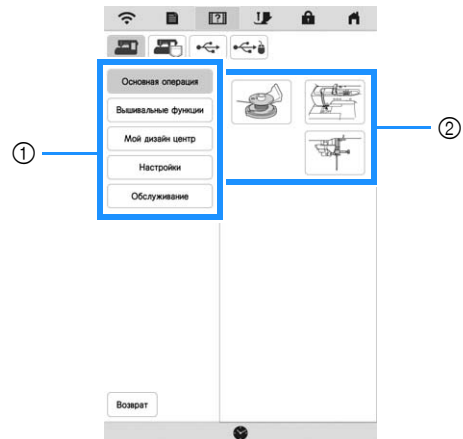 Основная операция
Вышивальные функции
Мой дизайн центр
Настройки
Обслуживание
Возврат
①
②